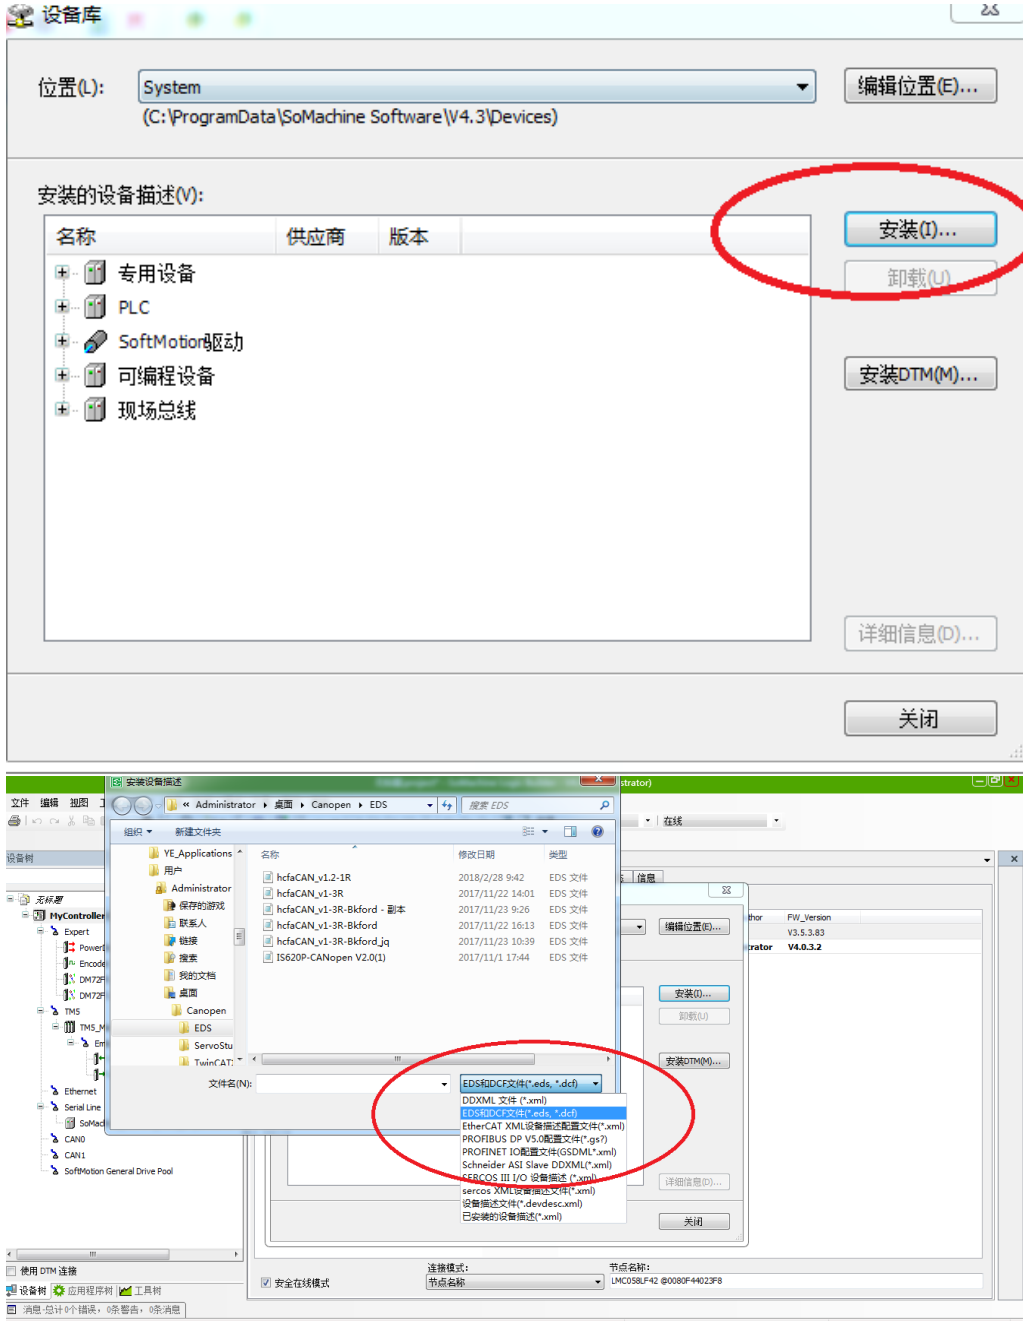 设备库
位置(L):
System
编辑位置(E)...
(C:\ProgramData\SoMachine Software\V4.3\Devices)
安装的设备描述(V):
名称 供应商 版本
安装(I)...
专用设备
卸载(U)
PLC
SoftMotion驱动
可编程设备
安装DTM(M)...
现场总线
详细信息(D)...
关闭
安装设备描述
strator)
文件 编辑 视图
« Administrator ▸ 桌面 ▸ Canopen ▸ EDS
搜索 EDS
在线
组织 新建文件夹
设备树
YE_Applications
用户
Administrator
保存的游戏
联系人
链接
搜索
我的文档
桌面
Canopen
EDS
ServoStu
TwinCAT
名称 修改日期 类型
hcfaCAN_v1.2-1R 2018/2/28 9:42 EDS 文件
hcfaCAN_v1-3R 2017/11/22 14:01 EDS 文件
hcfaCAN_v1-3R-Bkford - 副本 2017/11/23 9:26 EDS 文件
hcfaCAN_v1-3R-Bkford 2017/11/22 16:13 EDS 文件
hcfaCAN_v1-3R-Bkford_jq 2017/11/23 10:39 EDS 文件
IS620P-CANopen V2.0(1) 2017/11/1 17:44 EDS 文件
信息
编辑位置(E)...
thor FW_Version
V3.5.3.83
trator V4.0.3.2
无标题
MyController
Expert
Power
Encode
DM72F
DM72F
TM5
TM5_M
Em
Ethernet
Serial Line
SoMac
CAN0
CAN1
SoftMotion General Drive Pool
安装(I)...
卸载(U)
安装DTM(M)...
文件名(N):
EDS和DCF文件(*.eds, *.dcf)
DDXML 文件 (*.xml)
EDS和DCF文件(*.eds, *.dcf)
EtherCAT XML设备描述配置文件(*.xml)
PROFIBUS DP V5.0配置文件(*.gs?)
PROFINET IO配置文件(GSDML*.xml)
Schneider ASI Slave DDXML(*.xml)
SERCOS III I/O 设备描述 (*.xml)
sercos XML设备描述文件(*.xml)
设备描述文件(*.devdesc.xml)
已安装的设备描述(*.xml)
详细信息(D)...
关闭
使用 DTM 连接
连接模式:
节点名称:
安全在线模式
节点名称
LMC058LF42 @0080F44023F8
设备树 应用程序树 工具树
消息-总计0个错误，0条警告，0条消息